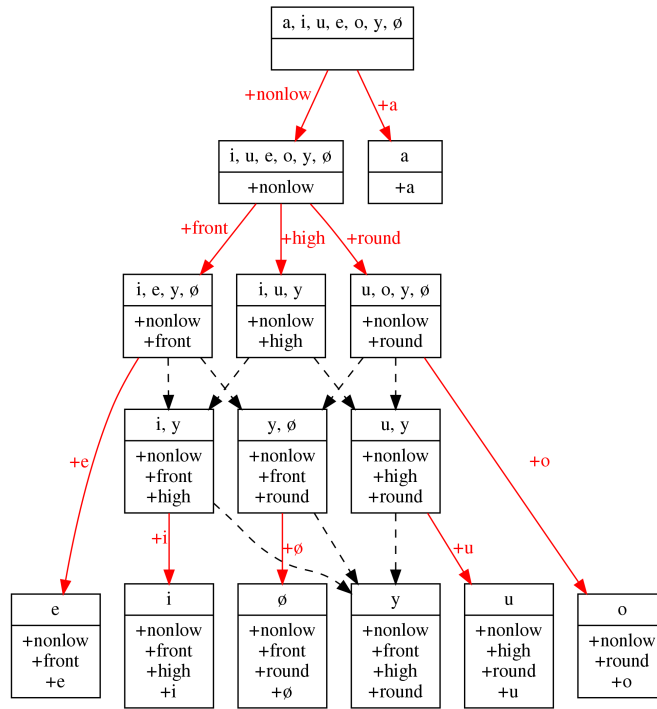 a, i, u, e, o, y, ø
+nonlow
+a
i, u, e, o, y, ø
+nonlow
a
+a
+front
+high
+round
i, e, y, ø
+nonlow
+front
i, u, y
+nonlow
+high
u, o, y, ø
+nonlow
+round
i, y
+nonlow
+front
+high
y, ø
+nonlow
+front
+round
u, y
+nonlow
+high
+round
+e
+i
+ø
+u
+o
e
+nonlow
+front
+e
i
+nonlow
+front
+high
+i
ø
+nonlow
+front
+round
+ø
y
+nonlow
+front
+high
+round
u
+nonlow
+high
+round
+u
o
+nonlow
+round
+o